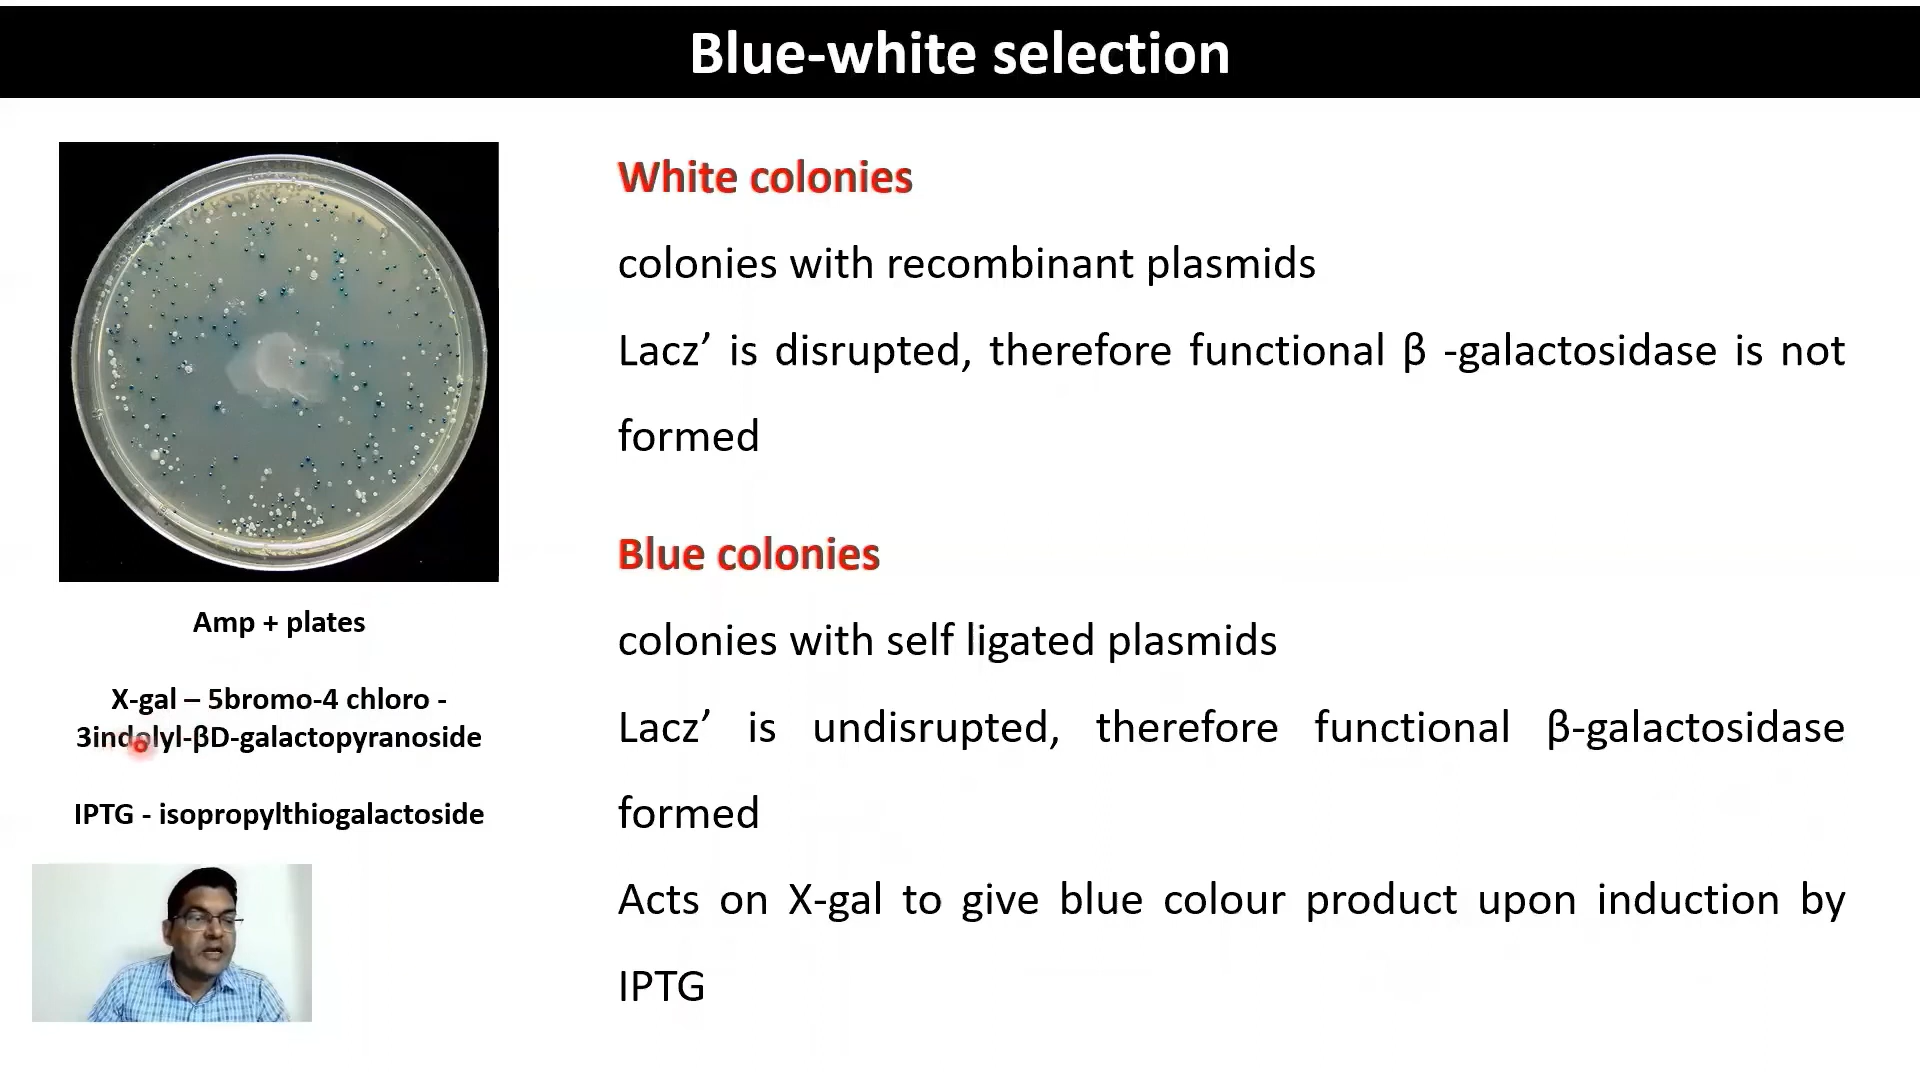 Blue-white selection
White colonies
colonies with recombinant plasmids
Lacz’ is disrupted, therefore functional β -galactosidase is not
formed
Blue colonies
colonies with self ligated plasmids
Lacz’ is undisrupted, therefore functional β-galactosidase
formed
Acts on X-gal to give blue colour product upon induction by
IPTG
Amp + plates
X-gal – 5bromo-4 chloro -
3indolyl-βD-galactopyranoside
IPTG - isopropylthiogalactoside